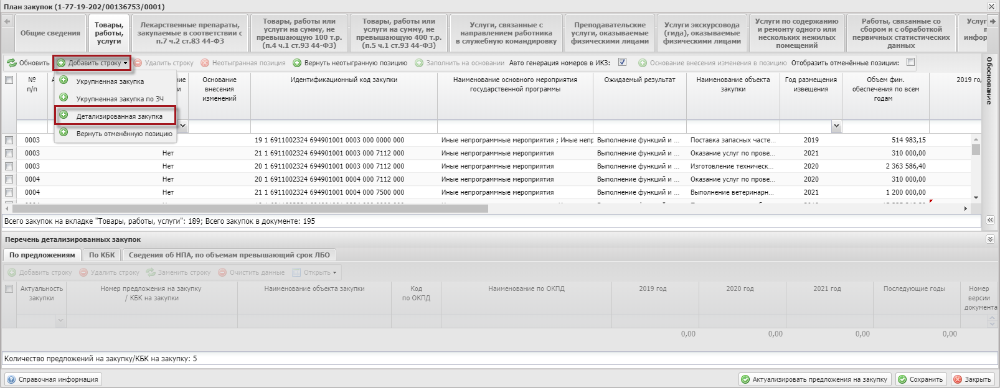 План закупок (1-77-19-202/00136753/0001)
Общие сведения
Товары,
работы,
услуги
Лекарственные препараты,
закупаемые в соответствии с
п.7 ч.2 ст.83 44-ФЗ
Товары, работы или
услуги на сумму, не
превышающую 100 т.р.
(п.4 ч.1 ст.93 44-ФЗ)
Товары, работы или
услуги на сумму, не
превышающую 400 т.р.
(п.5 ч.1 ст.93 44-ФЗ)
Услуги, связанные с
направлением работника
в служебную командировку
Преподавательские
услуги, оказываемые
физическими лицами
Услуги экскурсовода
(гида), оказываемые
физическими лицами
Услуги по содержанию
и ремонту одного или
нескольких нежилых
помещений
Работы, связанные со
сбором и с обработкой
первичных статистических
данных
Услуг
п
инфор
Обновить Добавить строку Удалить строку Неотыгранная позиция Вернуть неотыгранную позицию Заполнить на основании Авто генерация номеров в ИКЗ: Основание внесения изменения в позицию Отобразить отменённые позиции:
Обоснование
Укрупненная закупка
Укрупненная закупка по ЗЧ
Детализированная закупка
Вернуть отменённую позицию
№
п/п
А
ние
и
Основание
внесения
изменений
Идентификационный код закупки
Наименование основного мероприятия
государственной программы
Ожидаемый результат
Наименование объекта
закупки
Год размещения
извещения
Объем фин.
обеспечения по всем
годам
2019 го
0003 19 1 6911002324 694901001 0003 000 0000 000 Иные непрограммные мероприятия ; Иные непр Выполнение функций и ... Поставка запасных часте... 2019 514 983,15
0003 Нет 21 1 6911002324 694901001 0003 000 7112 000 Иные непрограммные мероприятия Выполнение функций и ... Оказание услуг по прове... 2021 310 000,00
0003 Нет 20 1 6911002324 694901001 0003 000 7112 000 Иные непрограммные мероприятия Выполнение функций и ... Изготовление техническ... 2020 2 363 586,40
0004 Нет 20 1 6911002324 694901001 0004 000 7112 000 Иные непрограммные мероприятия Выполнение функций и ... Оказание услуг по прове... 2020 310 000,00
0004 Нет 21 1 6911002324 694901001 0004 000 7500 000 Иные непрограммные мероприятия Выполнение функций и ... Выполнение ветеринарн... 2021 1 200 000,00
Всего закупок на вкладке "Товары, работы, услуги": 189; Всего закупок в документе: 195
Перечень детализированных закупок
По предложениям По КБК Сведения об НПА, по объемам превышающий срок ЛБО
Добавить строку Удалить строку Заменить строку Очистить данные Открыть
Актуальность
закупки
Номер предложения на закупку
/ КБК на закупки
Наименование объекта закупки
Код
по ОКПД
Наименование по ОКПД
2019 год
2020 год
2021 год
Последующие годы
Номер
версии
документа
0,00 0,00 0,00 0,00
Количество предложений на закупку/КБК на закупку: 5
Справочная информация Актуализировать предложения на закупку Сохранить Закрыть